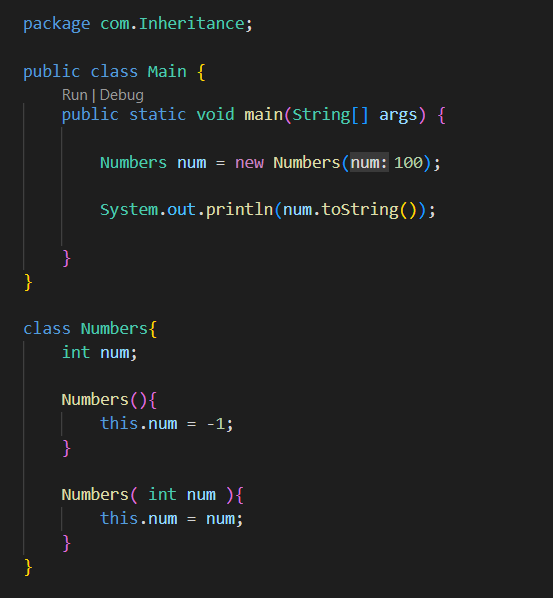 package com.Inheritance;
public class Main {
Run | Debug
public static void main(String[] args) {
Numbers num = new Numbers(num: 100);
System.out.println(num.toString());
}
}
class Numbers{
int num;
Numbers(){
this.num = -1;
}
Numbers( int num ){
this.num = num;
}
}